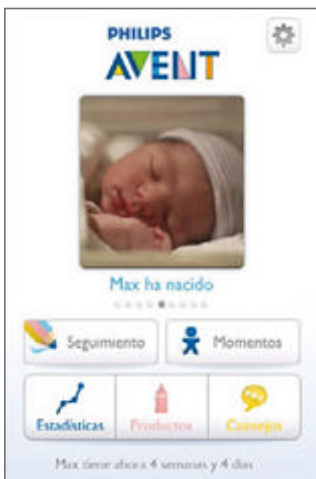 PHILIPS
AVENT
Max ha nacido
Seguimiento
Momentos
Estadísticas
Productos
Consejos
Max tiene ahora 4 semanas y 4 días